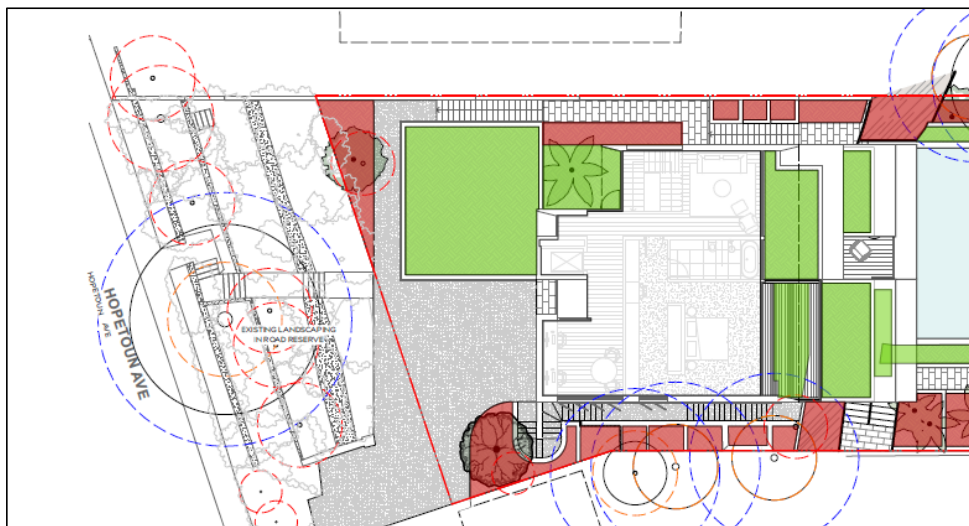 HOPETOUN AVE
HOPETOUN AVE
EXISTING LANDSCAPING
IN ROAD RESERVE